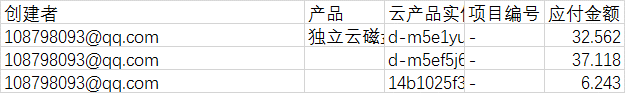 创建者 产品 云产品实例 项目编号 应付金额
108798093@qq.com 独立云磁盘 d-m5e1yu - 32.562
108798093@qq.com d-m5ef5j6 - 37.118
108798093@qq.com 14b1025f3 - 6.243